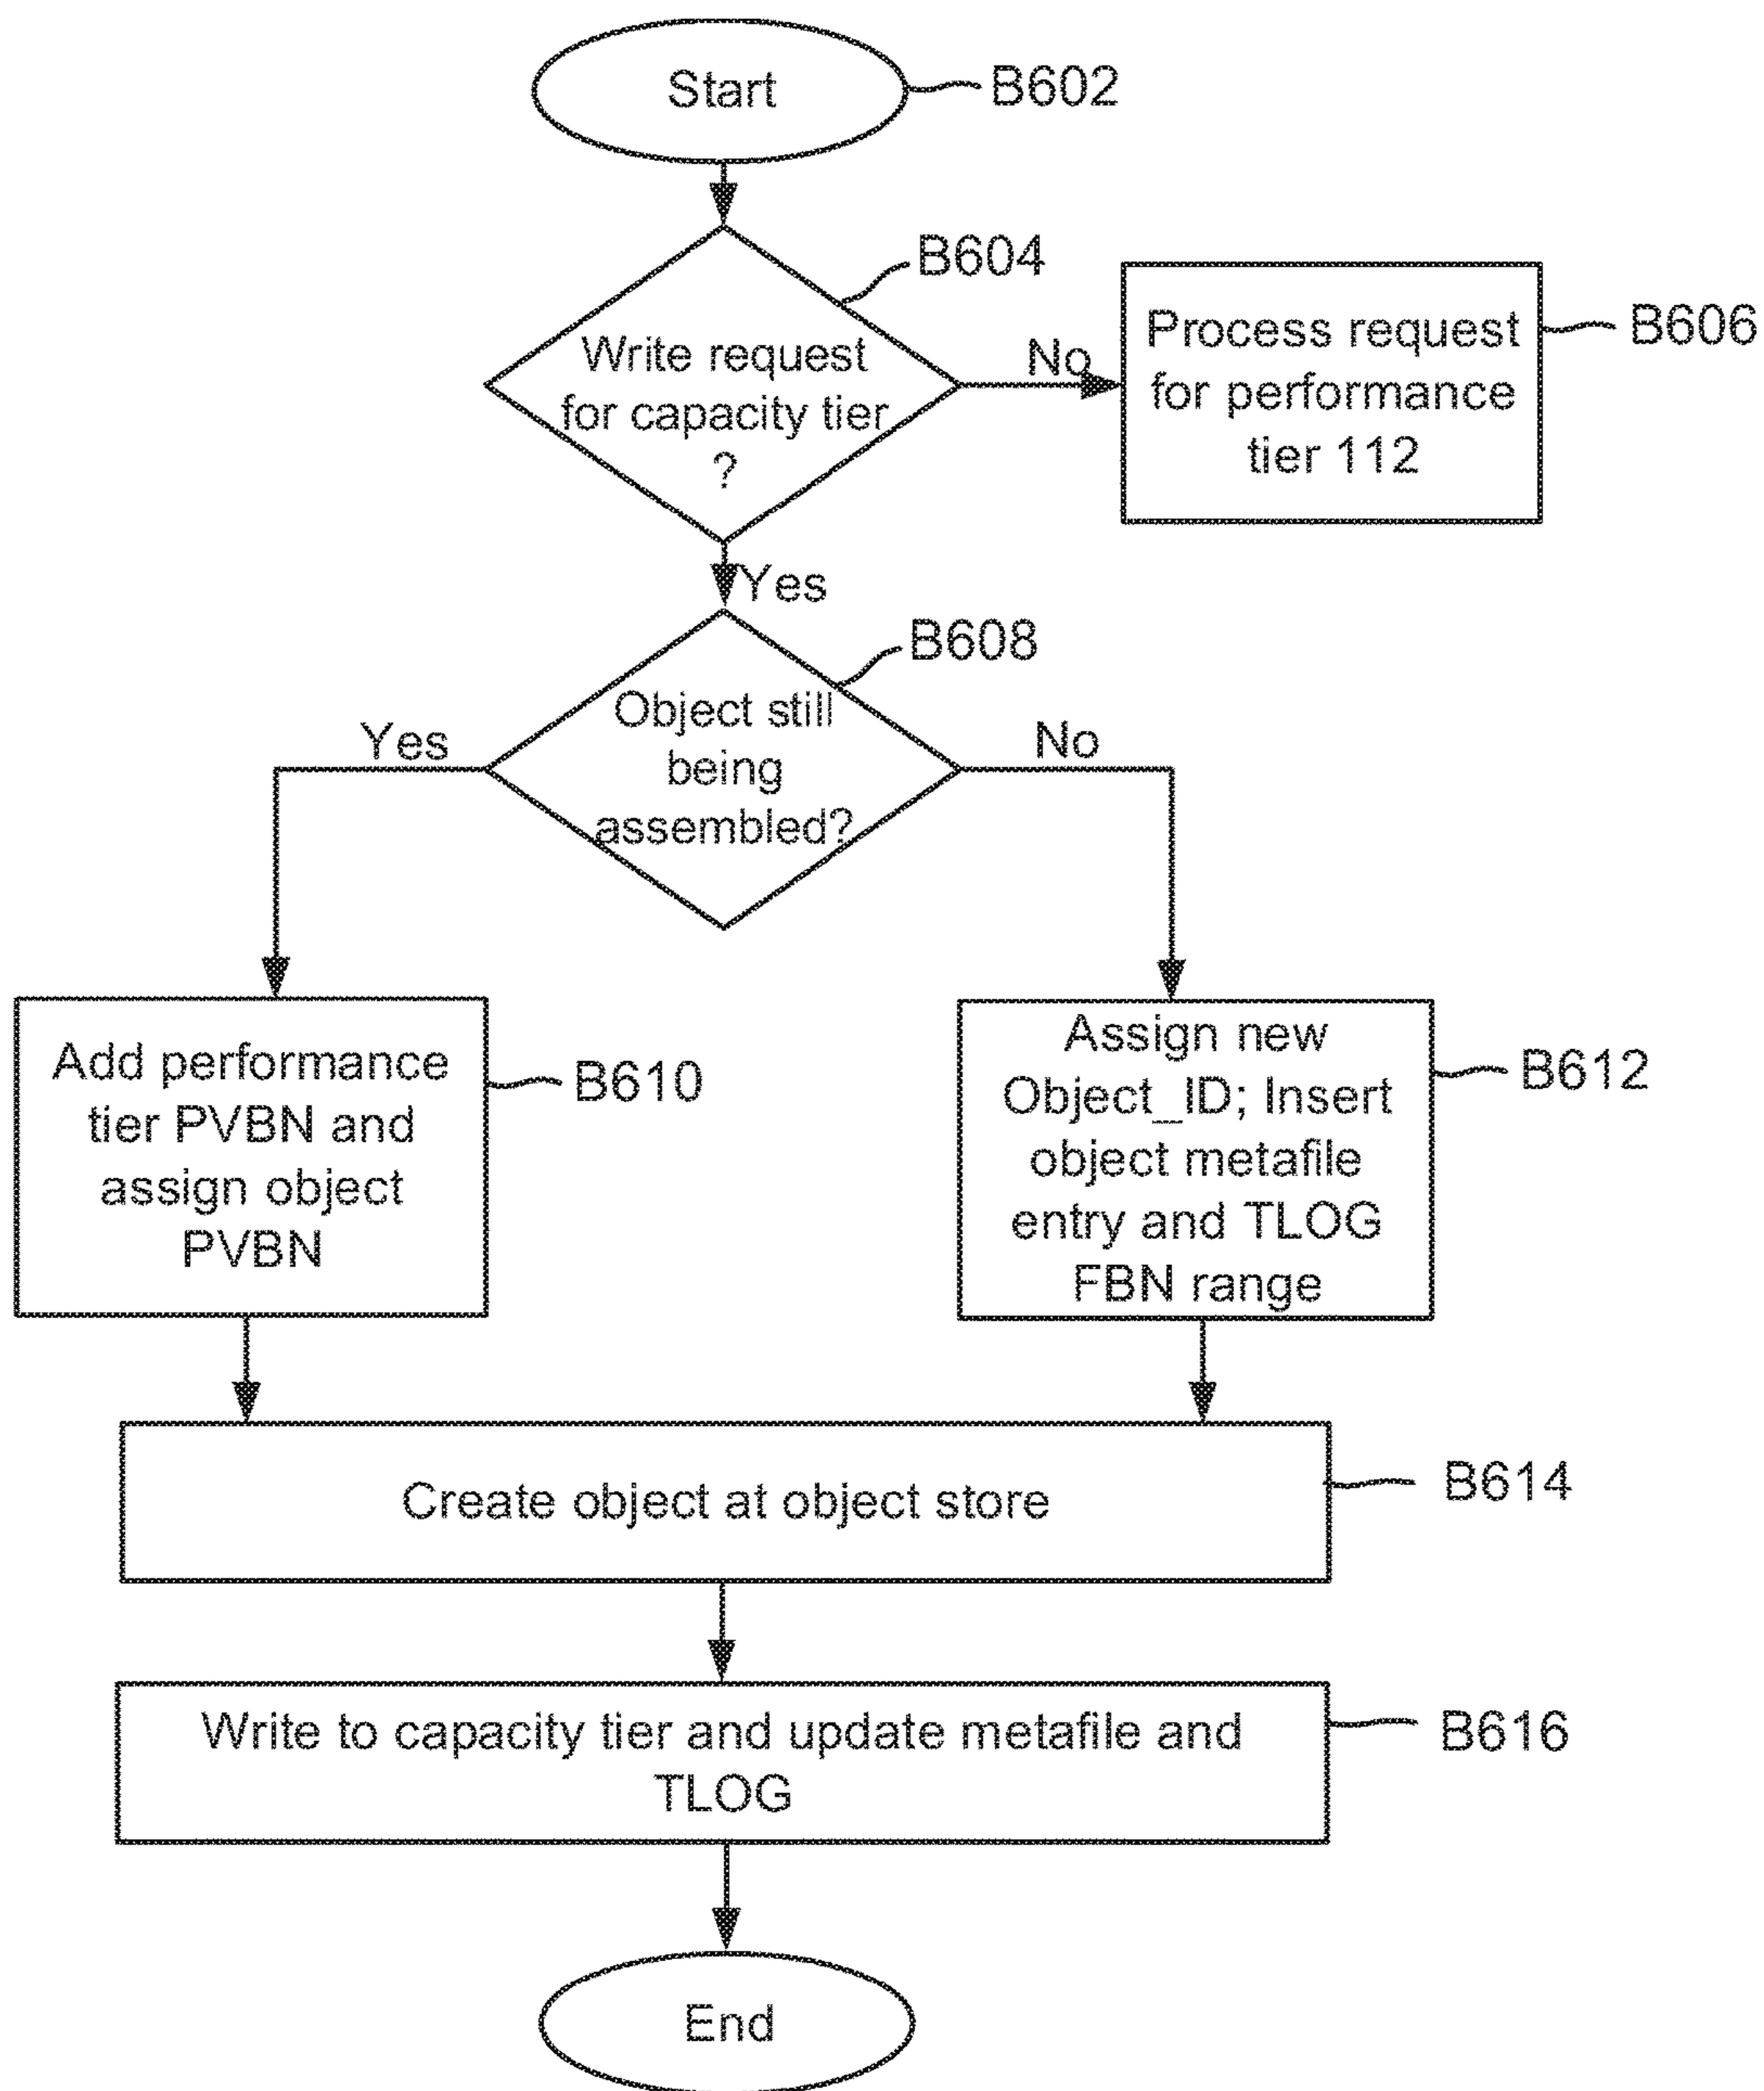 Start
B602
B604
Write request
for capacity tier
?
No
Process request
for performance
tier 112
B606
Yes
B608
Object still
being
assembled?
Yes
No
Add performance
tier PVBN and
assign object
PVBN
B610
Assign new
Object_ID; Insert
object metafile
entry and TLOG
FBN range
B612
Create object at object store
B614
Write to capacity tier and update metafile and
TLOG
B616
End